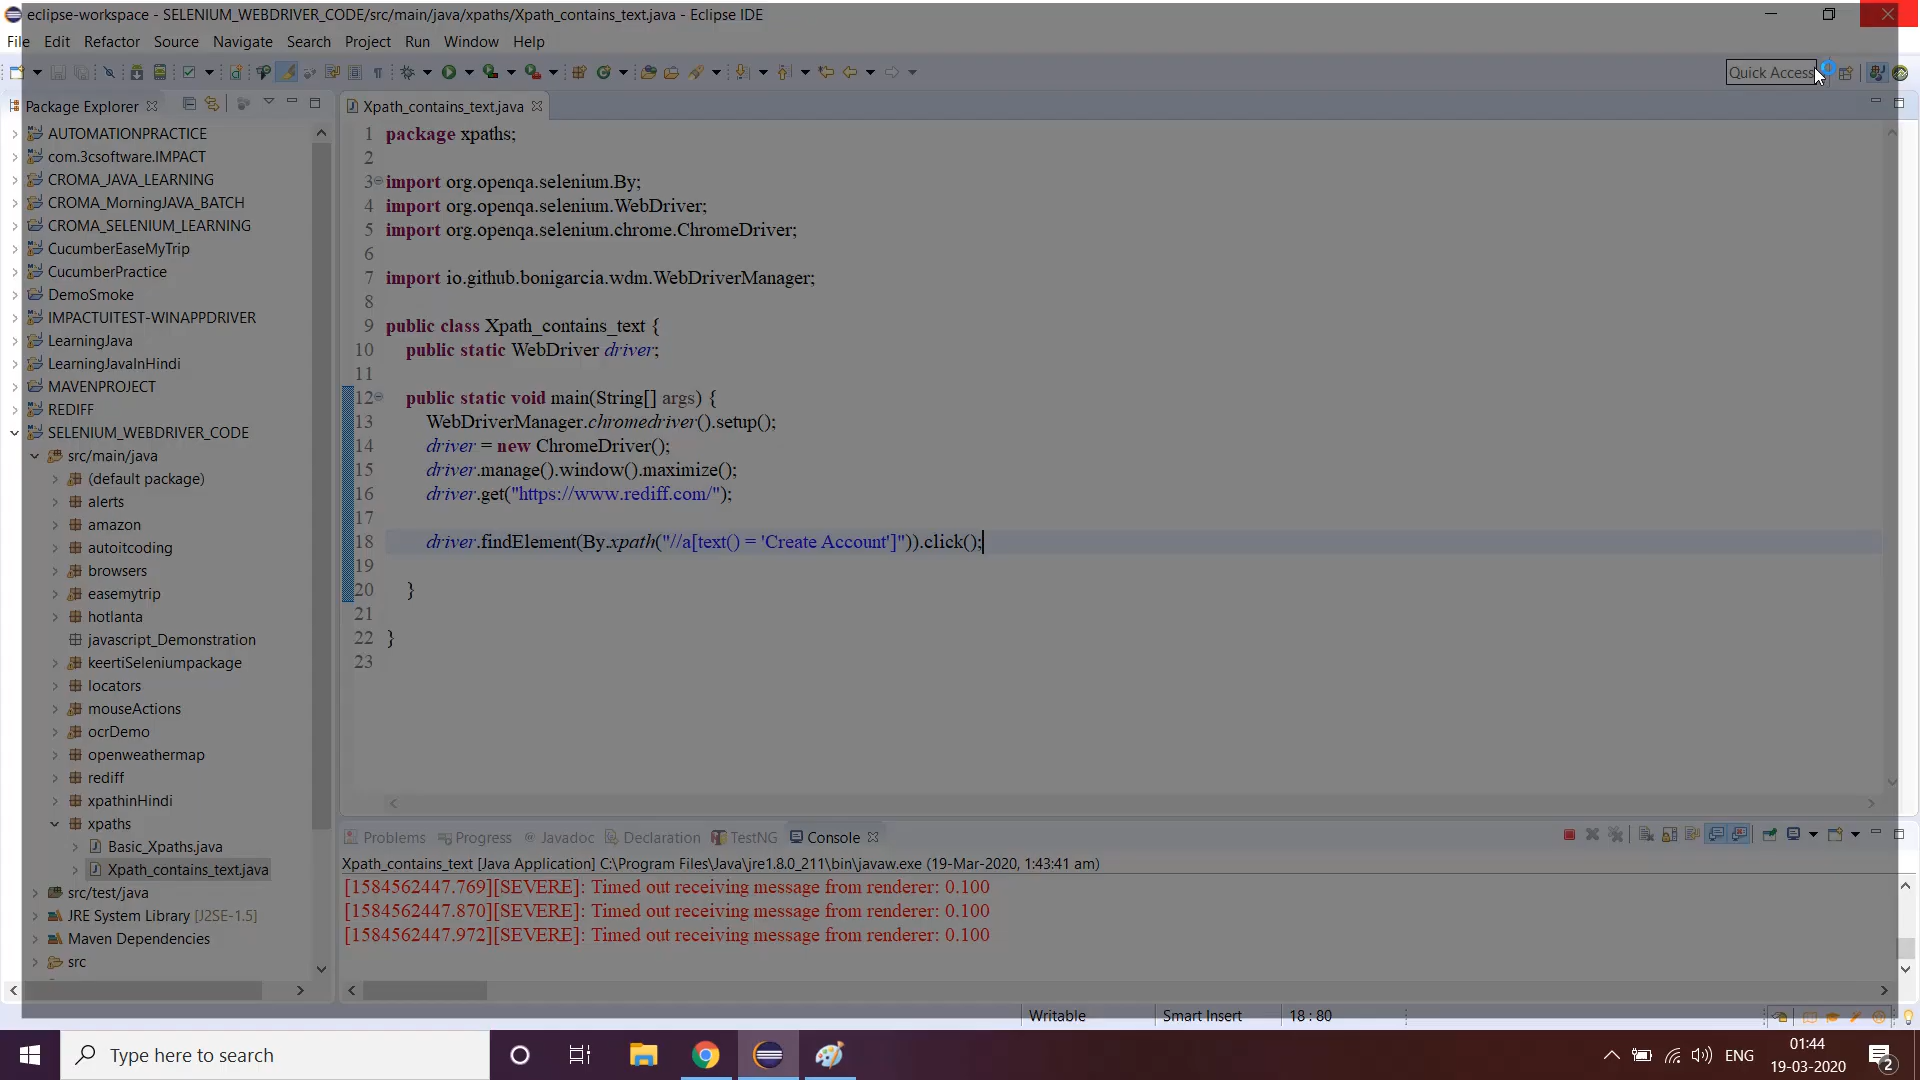 eclipse-workspace - SELENIUM_WEBDRIVER_CODE/src/main/java/xpaths/Xpath_contains_text.java - Eclipse IDE
File Edit Refactor Source Navigate Search Project Run Window Help
Quick Access
Package Explorer
AUTOMATIONPRACTICE
com.3csoftware.IMPACT
CROMA_JAVA_LEARNING
CROMA_MorningJAVA_BATCH
CROMA_SELENIUM_LEARNING
CucumberEaseMyTrip
CucumberPractice
DemoSmoke
IMPACTUITEST-WINAPPDRIVER
LearningJava
LearningJavaInHindi
MAVENPROJECT
REDIFF
SELENIUM_WEBDRIVER_CODE
src/main/java
(default package)
alerts
amazon
autoitcoding
browsers
easemytrip
hotlanta
javascript_Demonstration
keertiSeleniumpackage
locators
mouseActions
ocrDemo
openweathermap
rediff
xpathinHindi
xpaths
Basic_Xpaths.java
Xpath_contains_text.java
src/test/java
JRE System Library [J2SE-1.5]
Maven Dependencies
src
Xpath_contains_text.java
1 package xpaths;
2
3 import org.openqa.selenium.By;
4 import org.openqa.selenium.WebDriver;
5 import org.openqa.selenium.chrome.ChromeDriver;
6
7 import io.github.bonigarcia.wdm.WebDriverManager;
8
9 public class Xpath_contains_text {
10 public static WebDriver driver;
11
12 public static void main(String[] args) {
13 WebDriverManager.chromedriver().setup();
14 driver = new ChromeDriver();
15 driver.manage().window().maximize();
16 driver.get("https://www.rediff.com/");
17
18 driver.findElement(By.xpath("//a[text() = 'Create Account']")).click();
19
20 }
21
22 }
23
Problems Progress Javadoc Declaration TestNG Console
Xpath_contains_text [Java Application] C:\Program Files\Java\jre1.8.0_211\bin\javaw.exe (19-Mar-2020, 1:43:41 am)
[1584562447.769][SEVERE]: Timed out receiving message from renderer: 0.100
[1584562447.870][SEVERE]: Timed out receiving message from renderer: 0.100
[1584562447.972][SEVERE]: Timed out receiving message from renderer: 0.100
Writable Smart Insert 18 : 80
Type here to search
ENG
01:44
19-03-2020
2